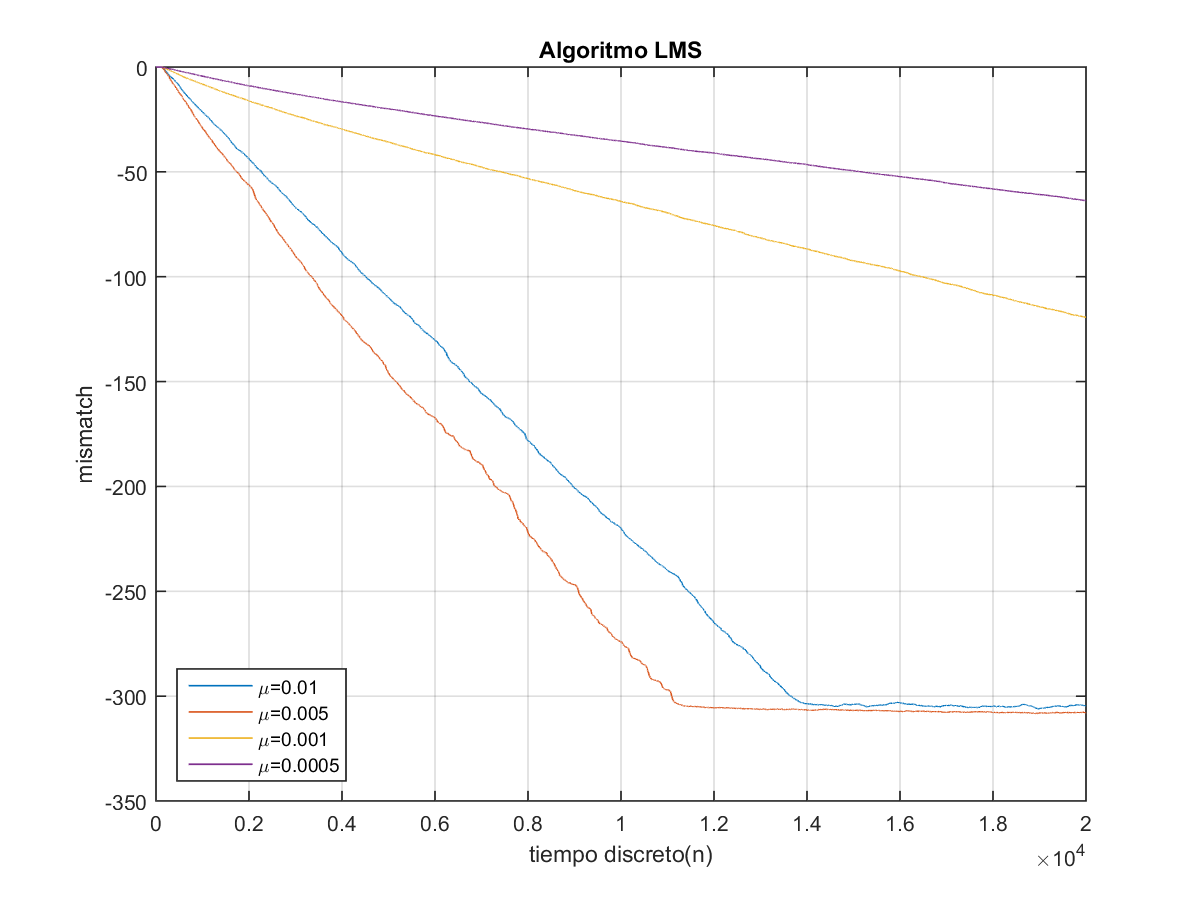 Algoritmo LMS
0
-50
-100
-150
-200
-250
-300
-350
mismatch
μ=0.01
μ=0.005
μ=0.001
μ=0.0005
0 0.2 0.4 0.6 0.8 1 1.2 1.4 1.6 1.8 2
tiempo discreto(n)
×10⁴